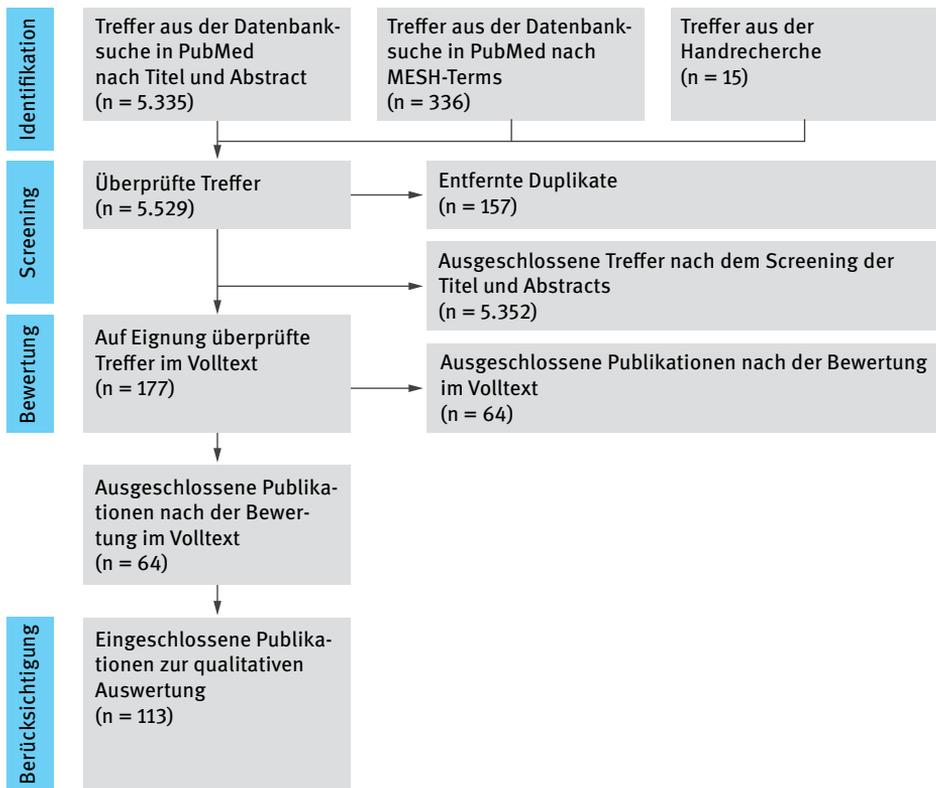 Identifikation
Treffer aus der Datenbank-
suche in PubMed
nach Titel und Abstract
(n = 5.335)
Treffer aus der Datenbank-
suche in PubMed nach
MESH-Terms
(n = 336)
Treffer aus der
Handrecherche
(n = 15)
Screening
Überprüfte Treffer
(n = 5.529)
Entfernte Duplikate
(n = 157)
Ausgeschlossene Treffer nach dem Screening der
Titel und Abstracts
(n = 5.352)
Bewertung
Auf Eignung überprüfte
Treffer im Volltext
(n = 177)
Ausgeschlossene Publikationen nach der Bewertung
im Volltext
(n = 64)
Ausgeschlossene Publika-
tionen nach der Bewer-
tung im Volltext
(n = 64)
Berücksichtigung
Eingeschlossene Publika-
tionen zur qualitativen
Auswertung
(n = 113)